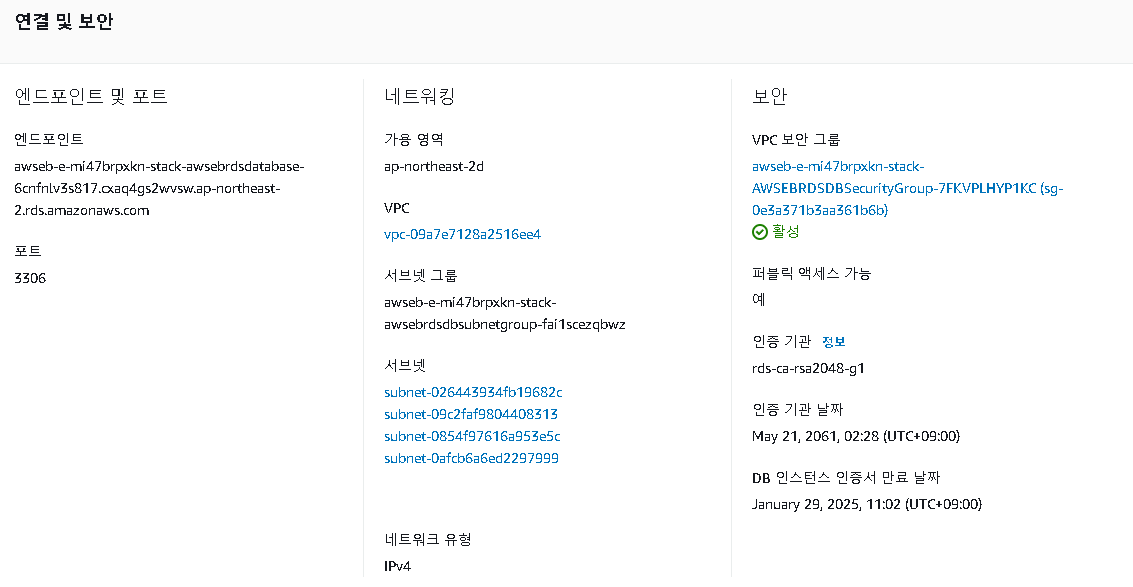 연결 및 보안
엔드포인트 및 포트
엔드포인트
awseb-e-mi47brpxkn-stack-awsebrdsdatabase-
6cnfnlv3s817.cxaq4gs2wvsw.ap-northeast-
2.rds.amazonaws.com
포트
3306
네트워킹
가용 영역
ap-northeast-2d
VPC
vpc-09a7e7128a2516ee4
서브넷 그룹
awseb-e-mi47brpxkn-stack-
awsebrdsdbsubnetgroup-fai1scezqbwz
서브넷
subnet-026443934fb19682c
subnet-09c2faf9804408313
subnet-0854f97616a953e5c
subnet-0afcb6a6ed2297999
네트워크 유형
IPv4
보안
VPC 보안 그룹
awseb-e-mi47brpxkn-stack-
AWSEBRDSDBSecurityGroup-7FKVPLHYP1KC (sg-
0e3a371b3aa361b6b)
활성
퍼블릭 액세스 가능
예
인증 기관 정보
rds-ca-rsa2048-g1
인증 기관 날짜
May 21, 2061, 02:28 (UTC+09:00)
DB 인스턴스 인증서 만료 날짜
January 29, 2025, 11:02 (UTC+09:00)